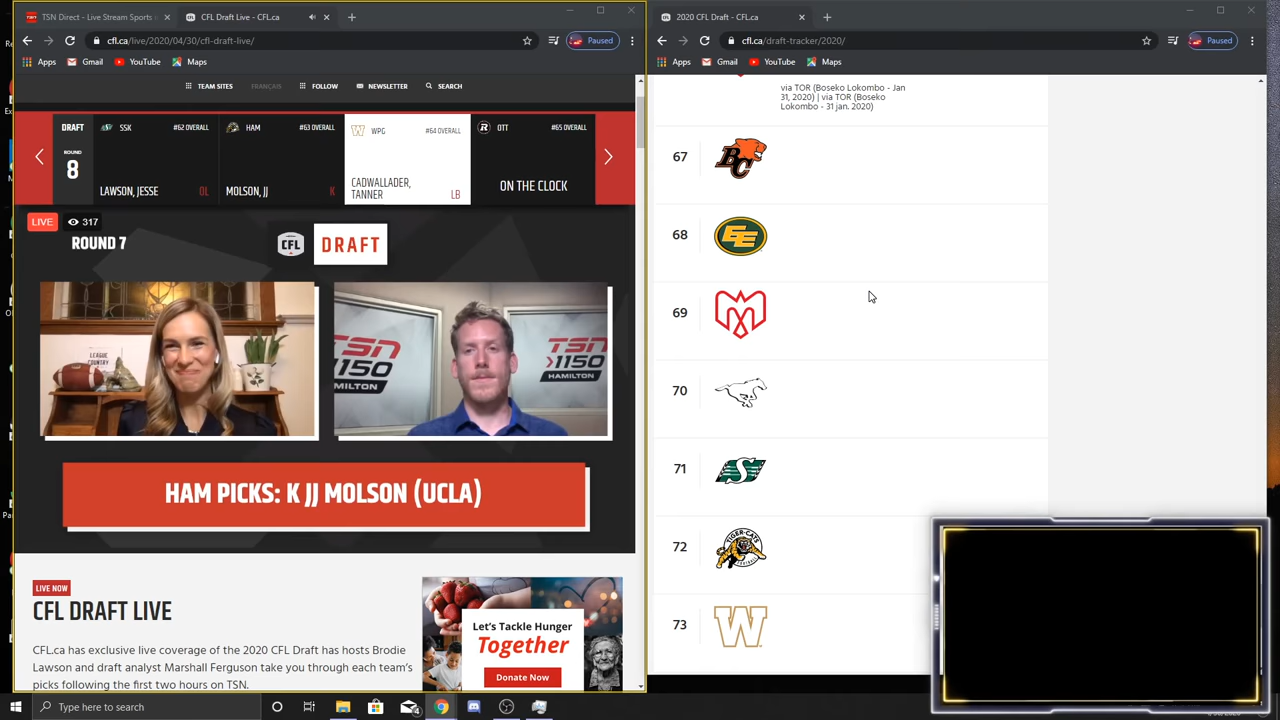 TSN Direct - Live Stream Sports
CFL Draft Live - CFL.ca
2020 CFL Draft - CFL.ca
cfl.ca/live/2020/04/30/cfl-draft-live/
Paused
cfl.ca/draft-tracker/2020/
Paused
Apps
Gmail
YouTube
Maps
Apps
Gmail
YouTube
Maps
TEAM SITES
FRANÇAIS
FOLLOW
NEWSLETTER
SEARCH
DRAFT
ROUND
8
SSK
#62 OVERALL
LAWSON, JESSE
OL
HAM
#63 OVERALL
MOLSON, JJ
K
WPG
#64 OVERALL
CADWALLADER,
TANNER
LB
OTT
#65 OVERALL
ON THE CLOCK
LIVE
317
ROUND 7
CFL
DRAFT
LEAGUE
COUNTRY
TSN
1150
HAMILTON
TSN
1150
HAMILTON
HAM PICKS: K JJ MOLSON (UCLA)
LIVE NOW
CFL DRAFT LIVE
CFL.ca has exclusive live coverage of the 2020 CFL Draft has hosts Brodie
Lawson and draft analyst Marshall Ferguson take you through each team's
picks following the first two hours on TSN.
Let's Tackle Hunger
Together
Donate Now
via TOR (Boseko Lokombo - Jan
31, 2020) | via TOR (Boseko
Lokombo - 31 jan. 2020)
67
BC
68
EE
69
70
71
S
72
TIGER-CATS
73
W
Type here to search